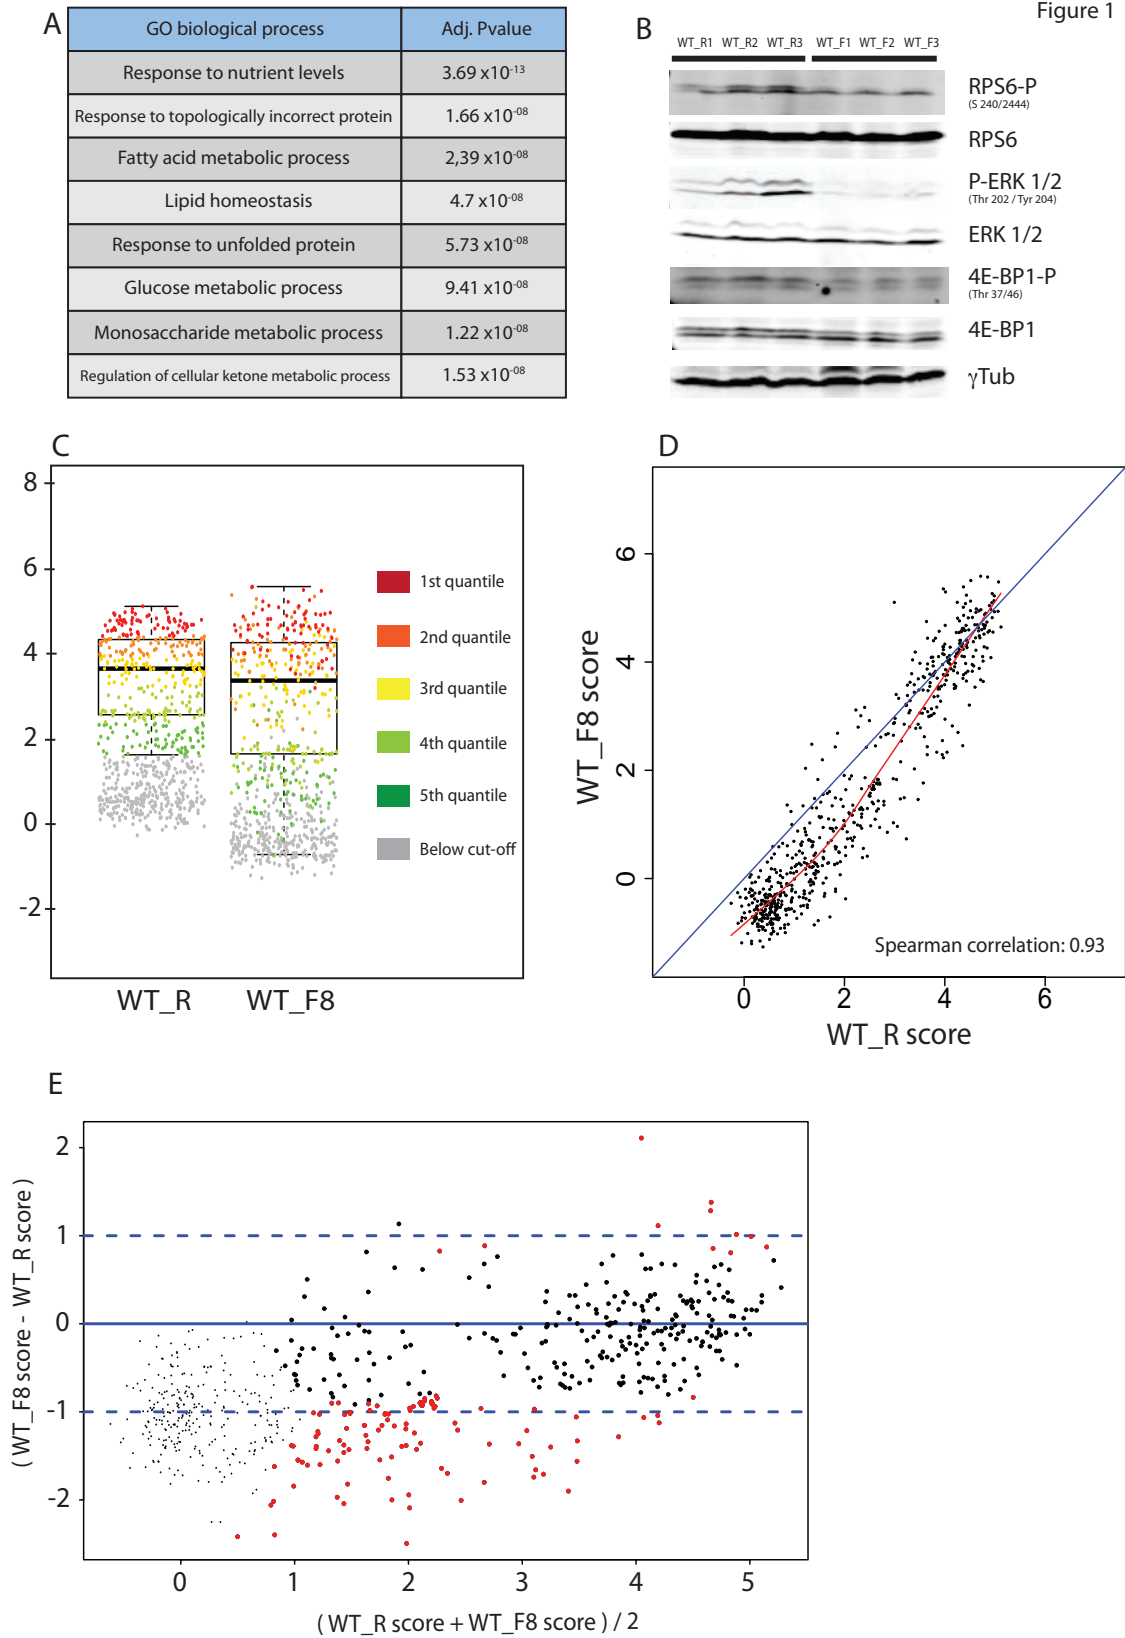 Figure 1
A
GO biological process Adj. Pvalue
Response to nutrient levels 3.69 x10-13
Response to topologically incorrect protein 1.66 x10-08
Fatty acid metabolic process 2,39 x10-08
Lipid homeostasis 4.7 x10-08
Response to unfolded protein 5.73 x10-08
Glucose metabolic process 9.41 x10-08
Monosaccharide metabolic process 1.22 x10-08
Regulation of cellular ketone metabolic process 1.53 x10-08
B
WT_R1 WT_R2 WT_R3 WT_F1 WT_F2 WT_F3
RPS6-P
(S 240/2444)
RPS6
P-ERK 1/2
(Thr 202 / Tyr 204)
ERK 1/2
4E-BP1-P
(Thr 37/46)
4E-BP1
γTub
C
8
6
4
2
0
-2
1st quantile
2nd quantile
3rd quantile
4th quantile
5th quantile
Below cut-off
WT_R WT_F8
D
WT_F8 score
6
4
2
0
Spearman correlation: 0.93
0 2 4 6
WT_R score
E
( WT_F8 score - WT_R score )
2
1
0
-1
-2
0 1 2 3 4 5
( WT_R score + WT_F8 score ) / 2